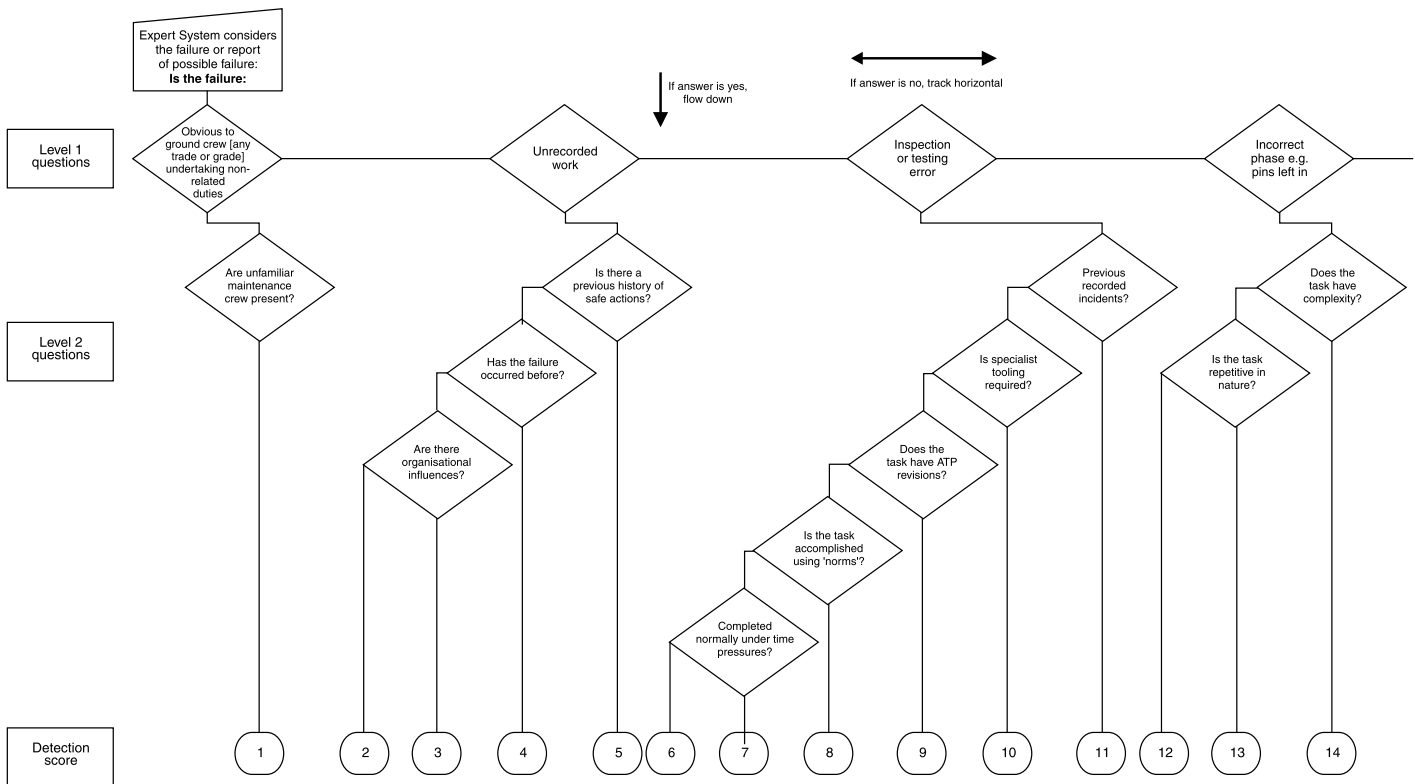 Expert System considers
the failure or report
of possible failure:
Is the failure:
If answer is yes,
flow down
If answer is no, track horizontal
Level 1
questions
Obvious to
ground crew [any
trade or grade]
undertaking non-
related
duties
Unrecorded
work
Inspection
or testing
error
Incorrect
phase e.g.
pins left in
Level 2
questions
Are unfamiliar
maintenance
crew present?
Is there a
previous history of
safe actions?
Previous
recorded
incidents?
Does the
task have
complexity?
Has the failure
occurred before?
Is specialist
tooling
required?
Is the task
repetitive in
nature?
Are there
organisational
influences?
Does the
task have ATP
revisions?
Is the task
accomplished
using 'norms'?
Completed
normally under time
pressures?
Detection
score
1
2
3
4
5
6
7
8
9
10
11
12
13
14